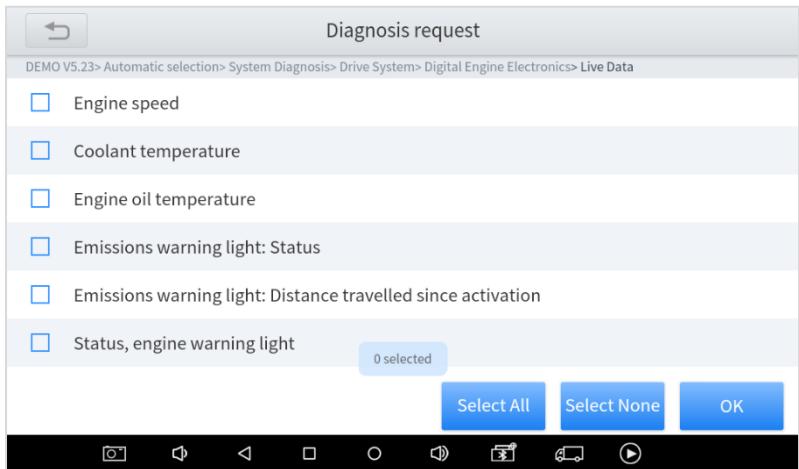 Diagnosis request
DEMO V5.23> Automatic selection> System Diagnosis> Drive System> Digital Engine Electronics> Live Data
Engine speed
Coolant temperature
Engine oil temperature
Emissions warning light: Status
Emissions warning light: Distance travelled since activation
Status, engine warning light
0 selected
Select All Select None OK